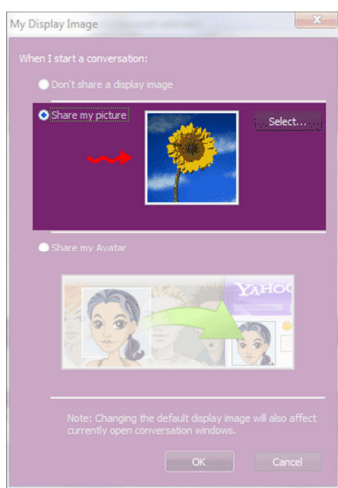 My Display Image
When I start a conversation:
Don't share a display image
Share my picture
Select...
Share my Avatar
YAHOO
Note: Changing the default display image will also affect
currently open conversation windows.
OK
Cancel